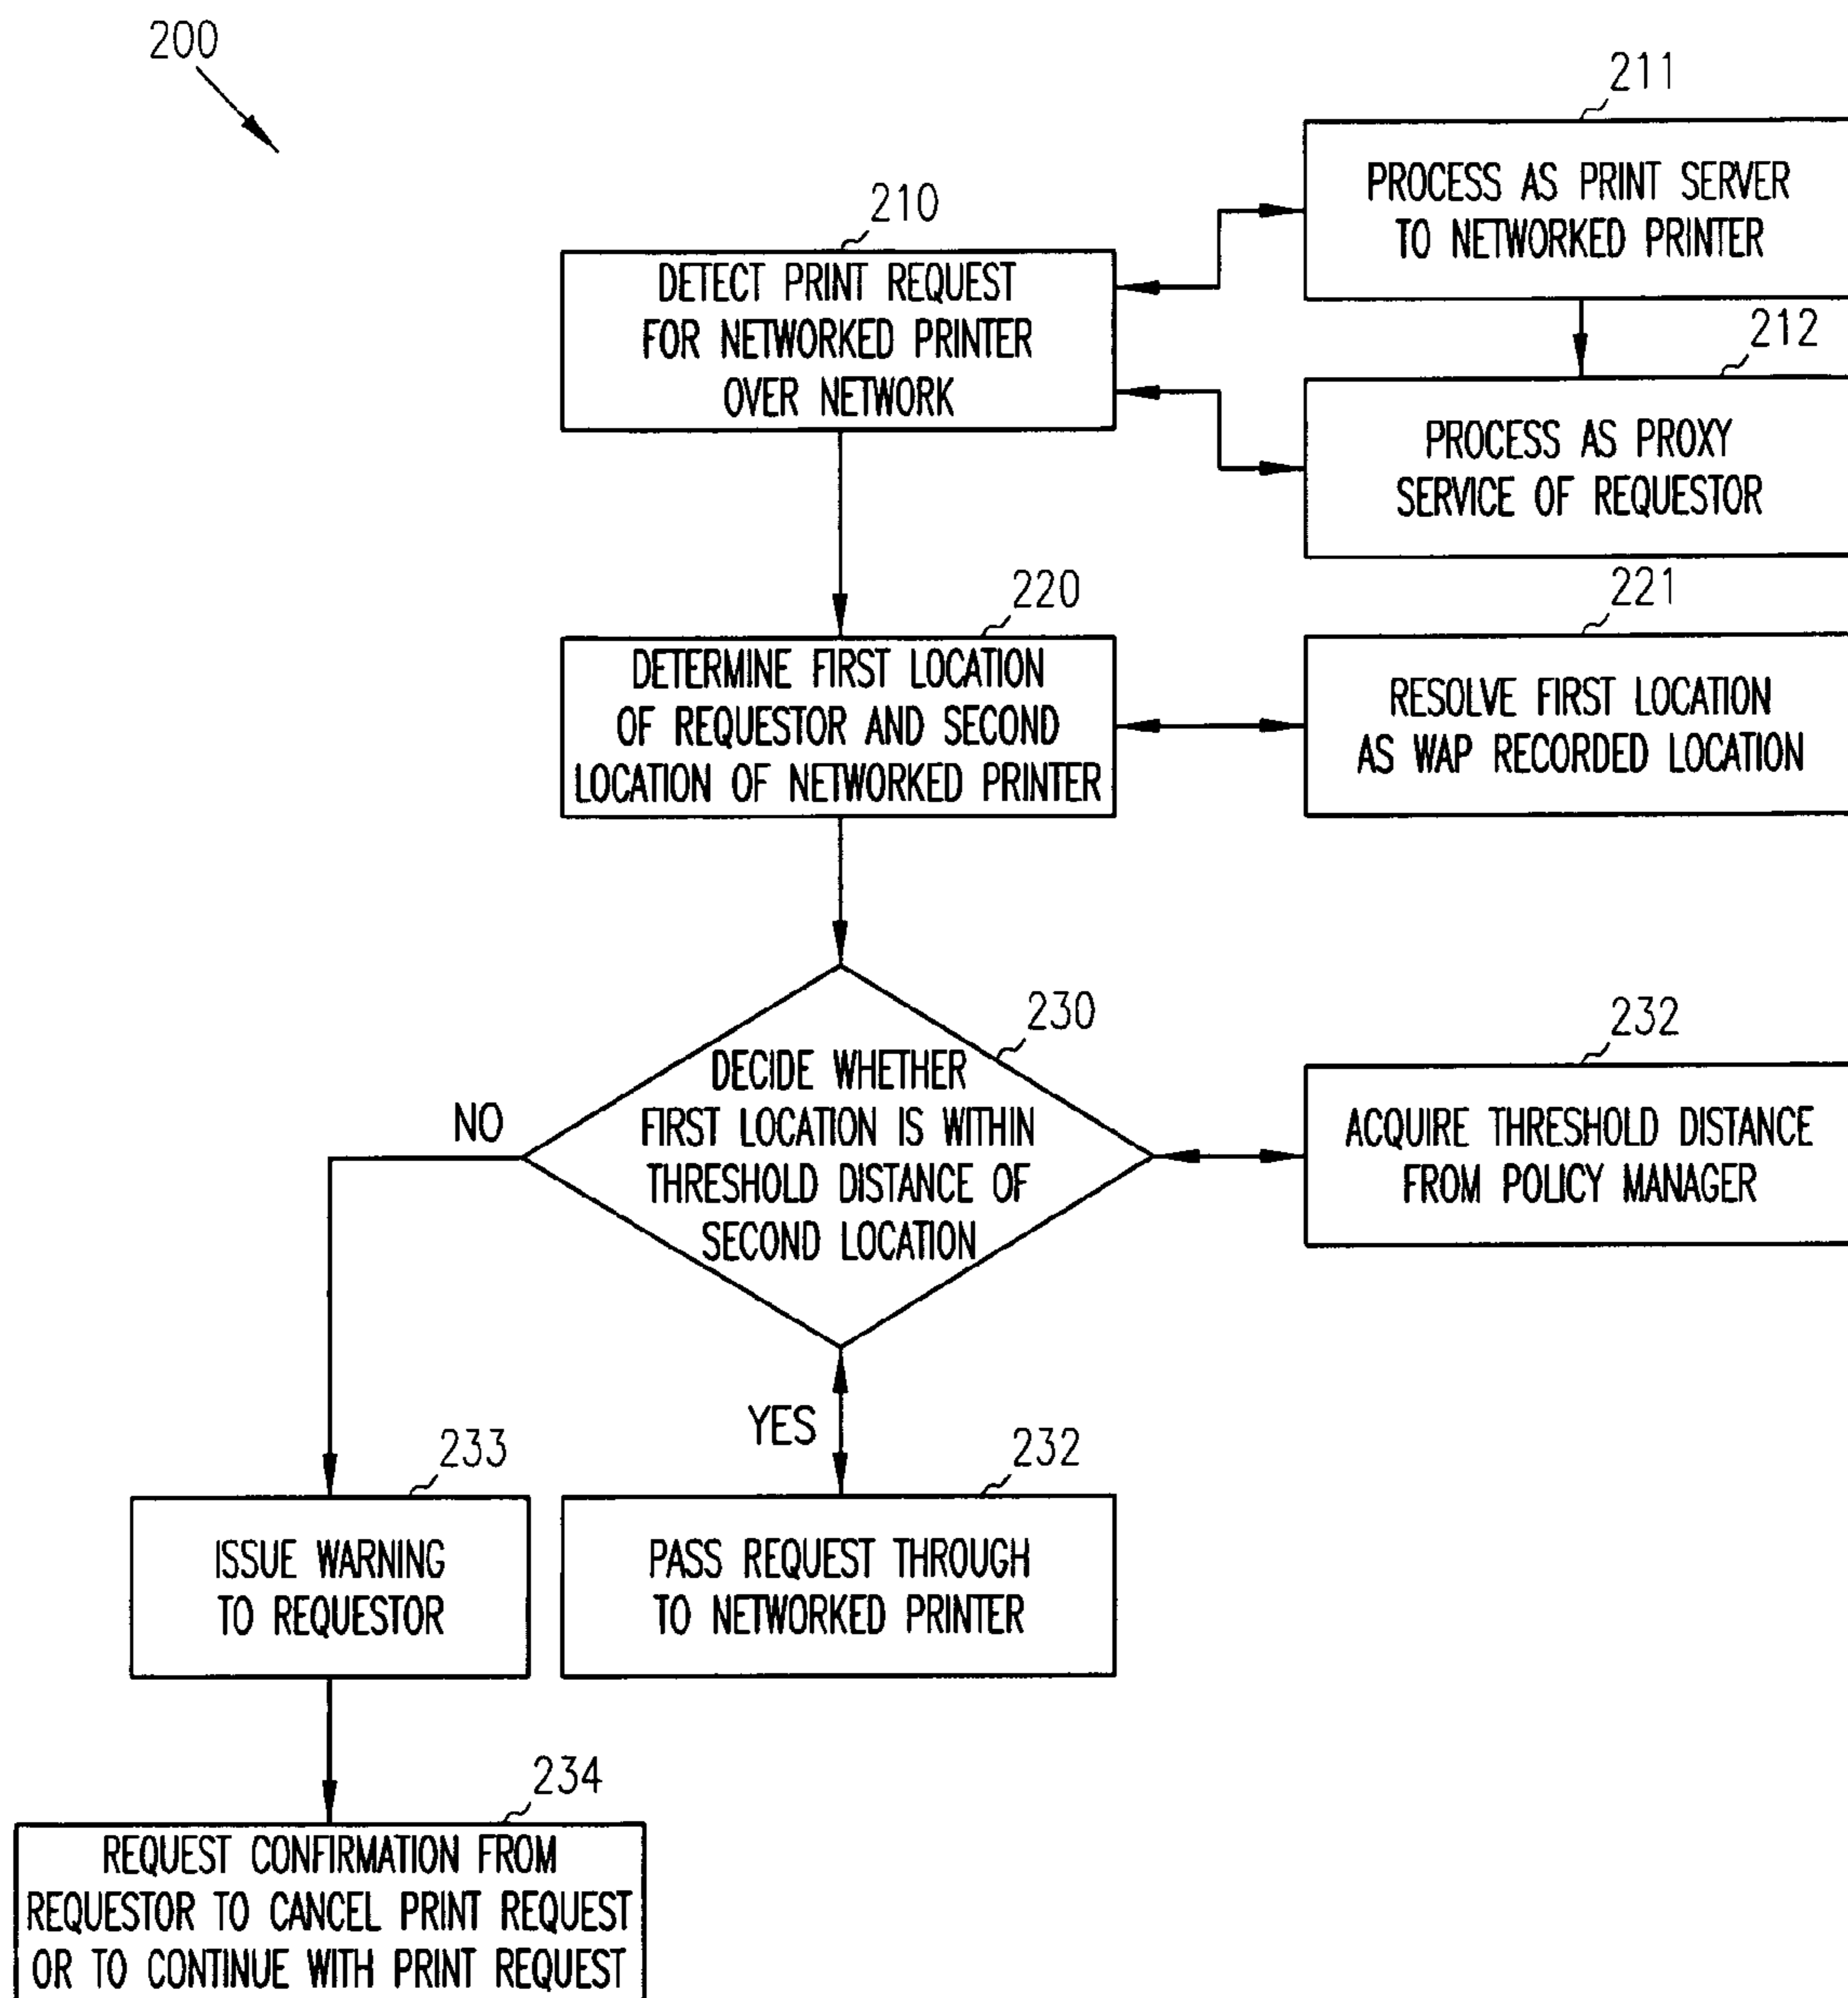 200
211
PROCESS AS PRINT SERVER
TO NETWORKED PRINTER
210
DETECT PRINT REQUEST
FOR NETWORKED PRINTER
OVER NETWORK
212
PROCESS AS PROXY
SERVICE OF REQUESTOR
220
DETERMINE FIRST LOCATION
OF REQUESTOR AND SECOND
LOCATION OF NETWORKED PRINTER
221
RESOLVE FIRST LOCATION
AS WAP RECORDED LOCATION
230
DECIDE WHETHER
FIRST LOCATION IS WITHIN
THRESHOLD DISTANCE OF
SECOND LOCATION
232
ACQUIRE THRESHOLD DISTANCE
FROM POLICY MANAGER
NO
YES
233
ISSUE WARNING
TO REQUESTOR
232
PASS REQUEST THROUGH
TO NETWORKED PRINTER
234
REQUEST CONFIRMATION FROM
REQUESTOR TO CANCEL PRINT REQUEST
OR TO CONTINUE WITH PRINT REQUEST